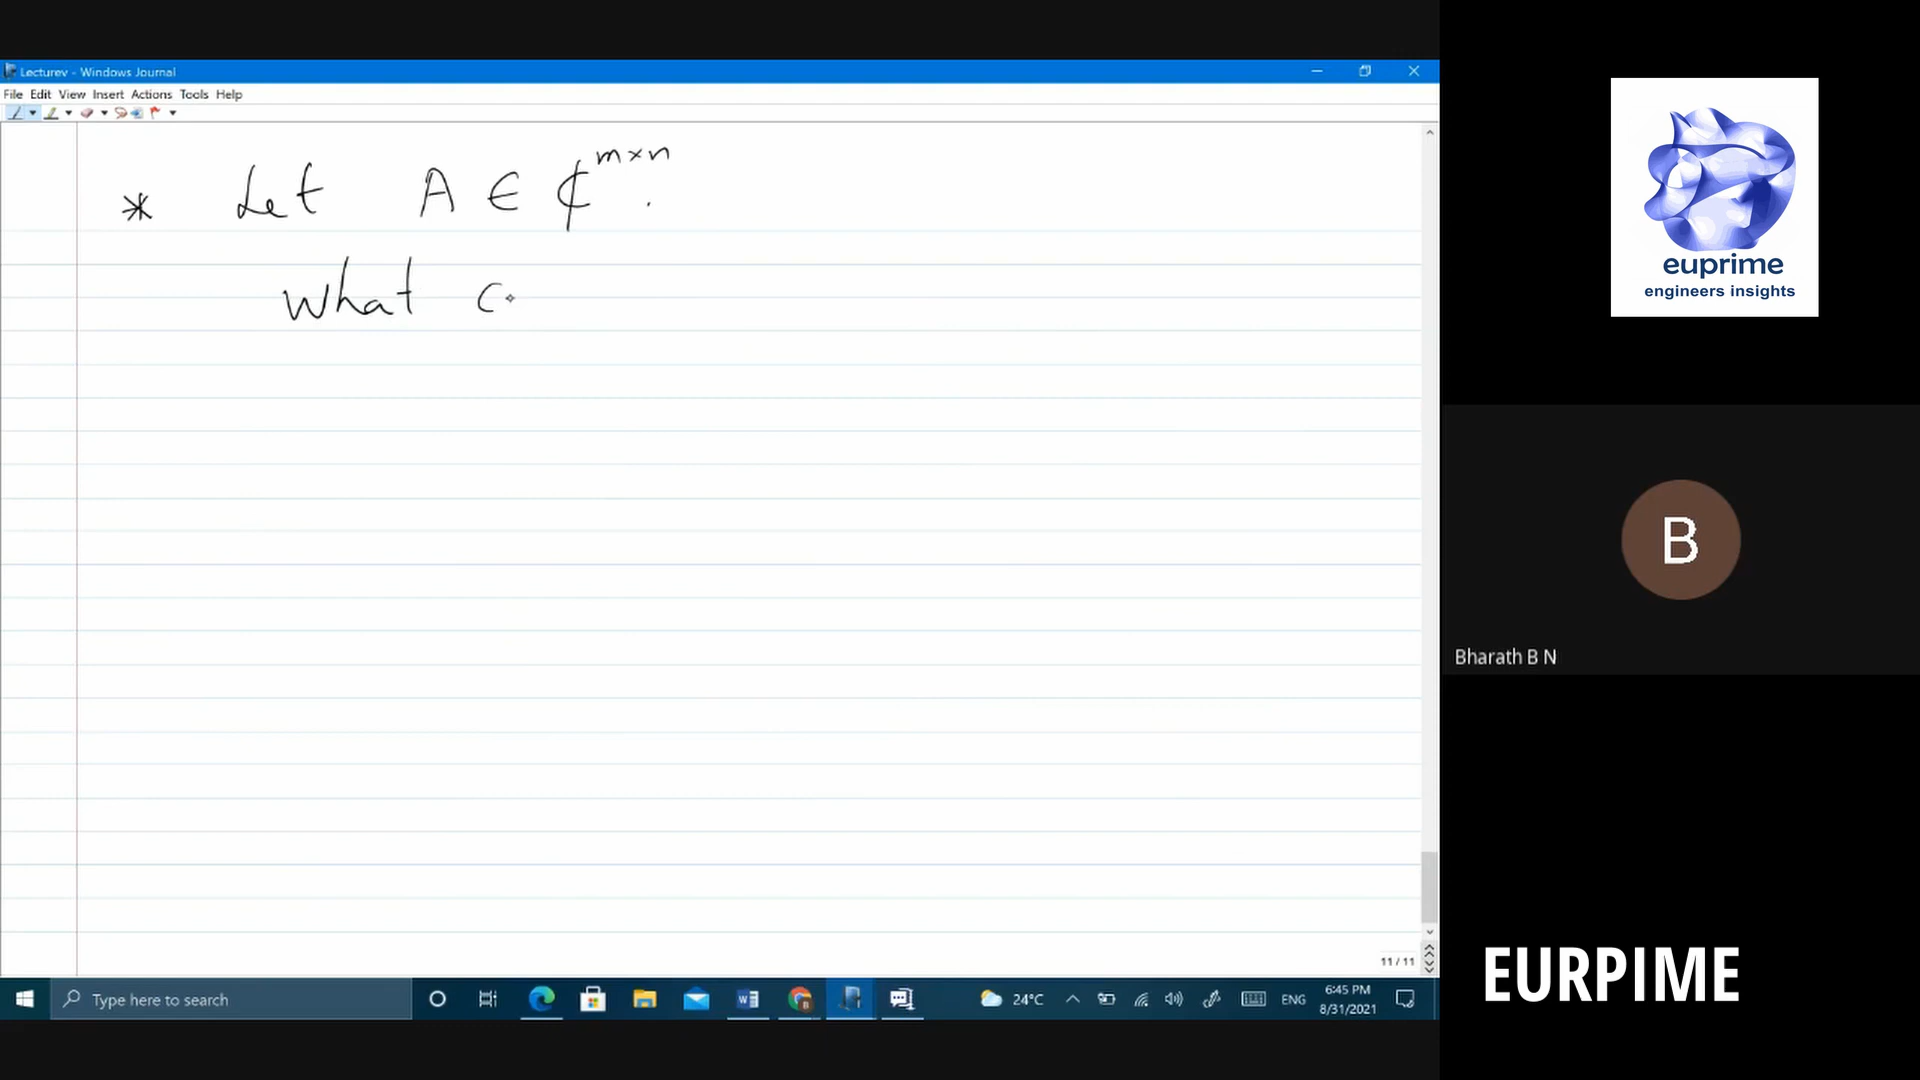 Lecturev - Windows Journal
File Edit View Insert Actions Tools Help
* Let A ∈ ₵^{m×n}.
What c
euprime
engineers insights
B
Bharath B N
11 / 11
EURPIME
Type here to search
24°C
ENG
6:45 PM
8/31/2021